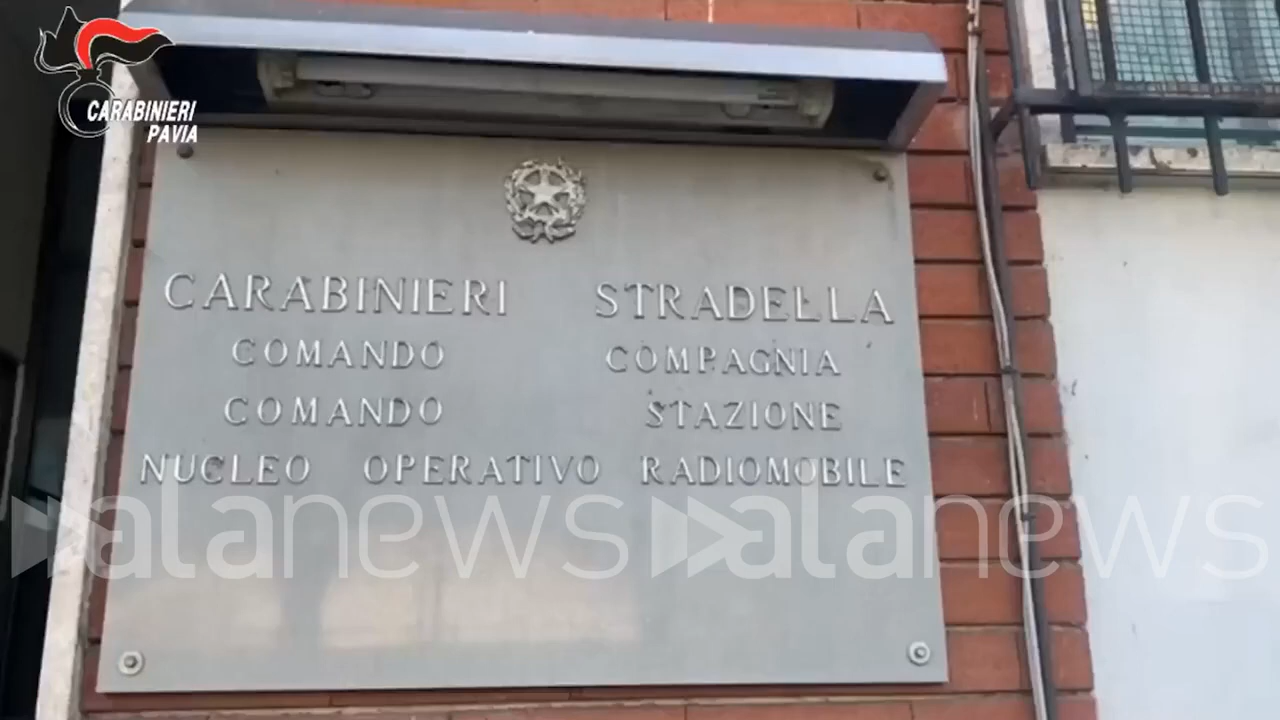 CARABINIERI
PAVIA
CARABINIERI STRADELLA
COMANDO COMPAGNIA
COMANDO STAZIONE
NUCLEO OPERATIVO RADIOMOBILE
alanews alanews